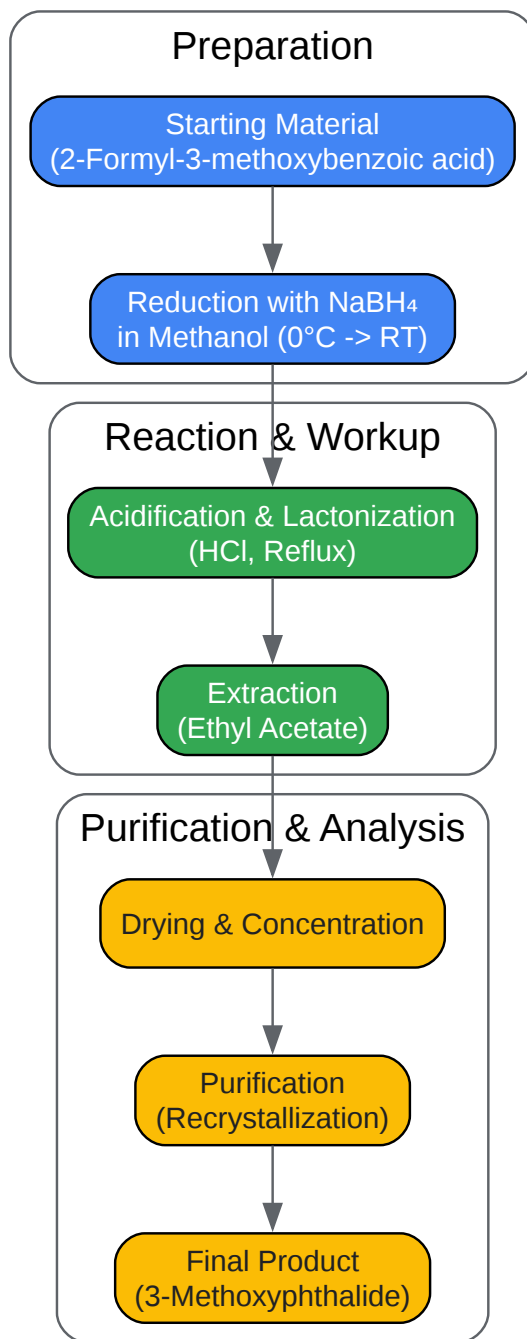 Preparation
Starting Material
(2-Formyl-3-methoxybenzoic acid)
Reduction with NaBH₄
in Methanol (0°C -> RT)
Reaction & Workup
Acidification & Lactonization
(HCl, Reflux)
Extraction
(Ethyl Acetate)
Purification & Analysis
Drying & Concentration
Purification
(Recrystallization)
Final Product
(3-Methoxyphthalide)